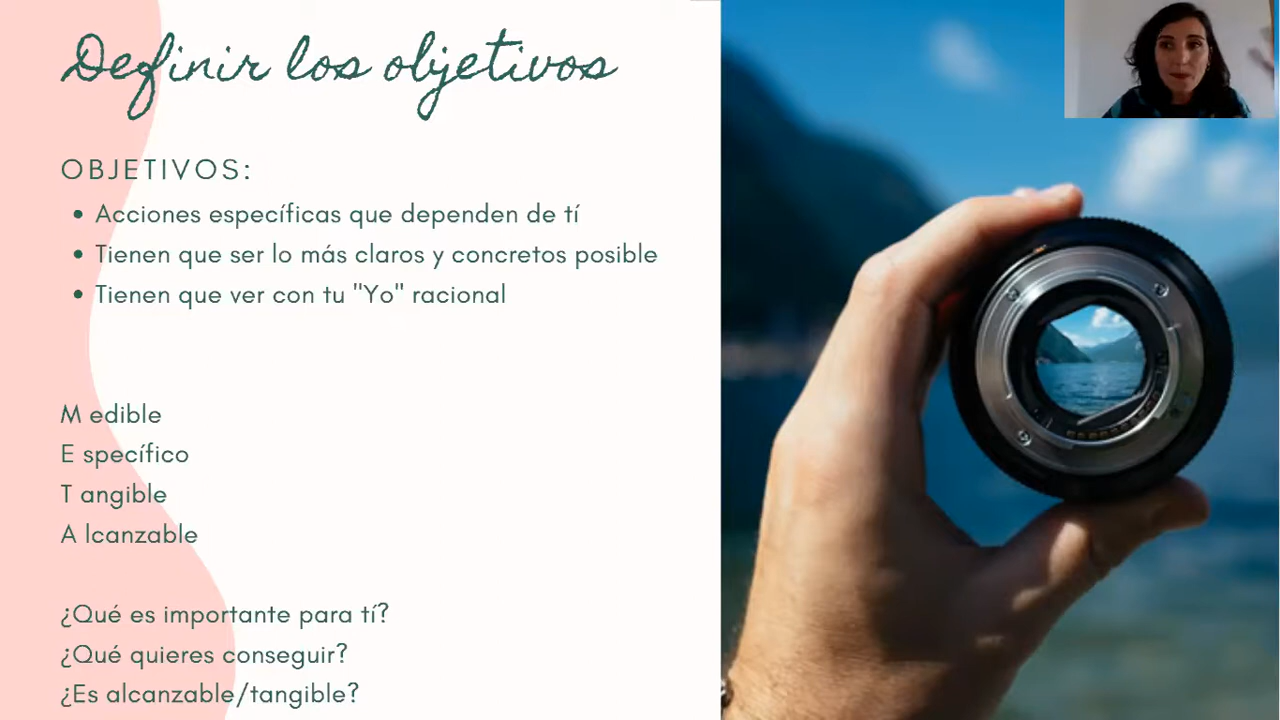 Definir los objetivos
OBJETIVOS:
• Acciones específicas que dependen de tí
• Tienen que ser lo más claros y concretos posible
• Tienen que ver con tu "Yo" racional
M edible
E specífico
T angible
A lcanzable
¿Qué es importante para tí?
¿Qué quieres conseguir?
¿Es alcanzable/tangible?